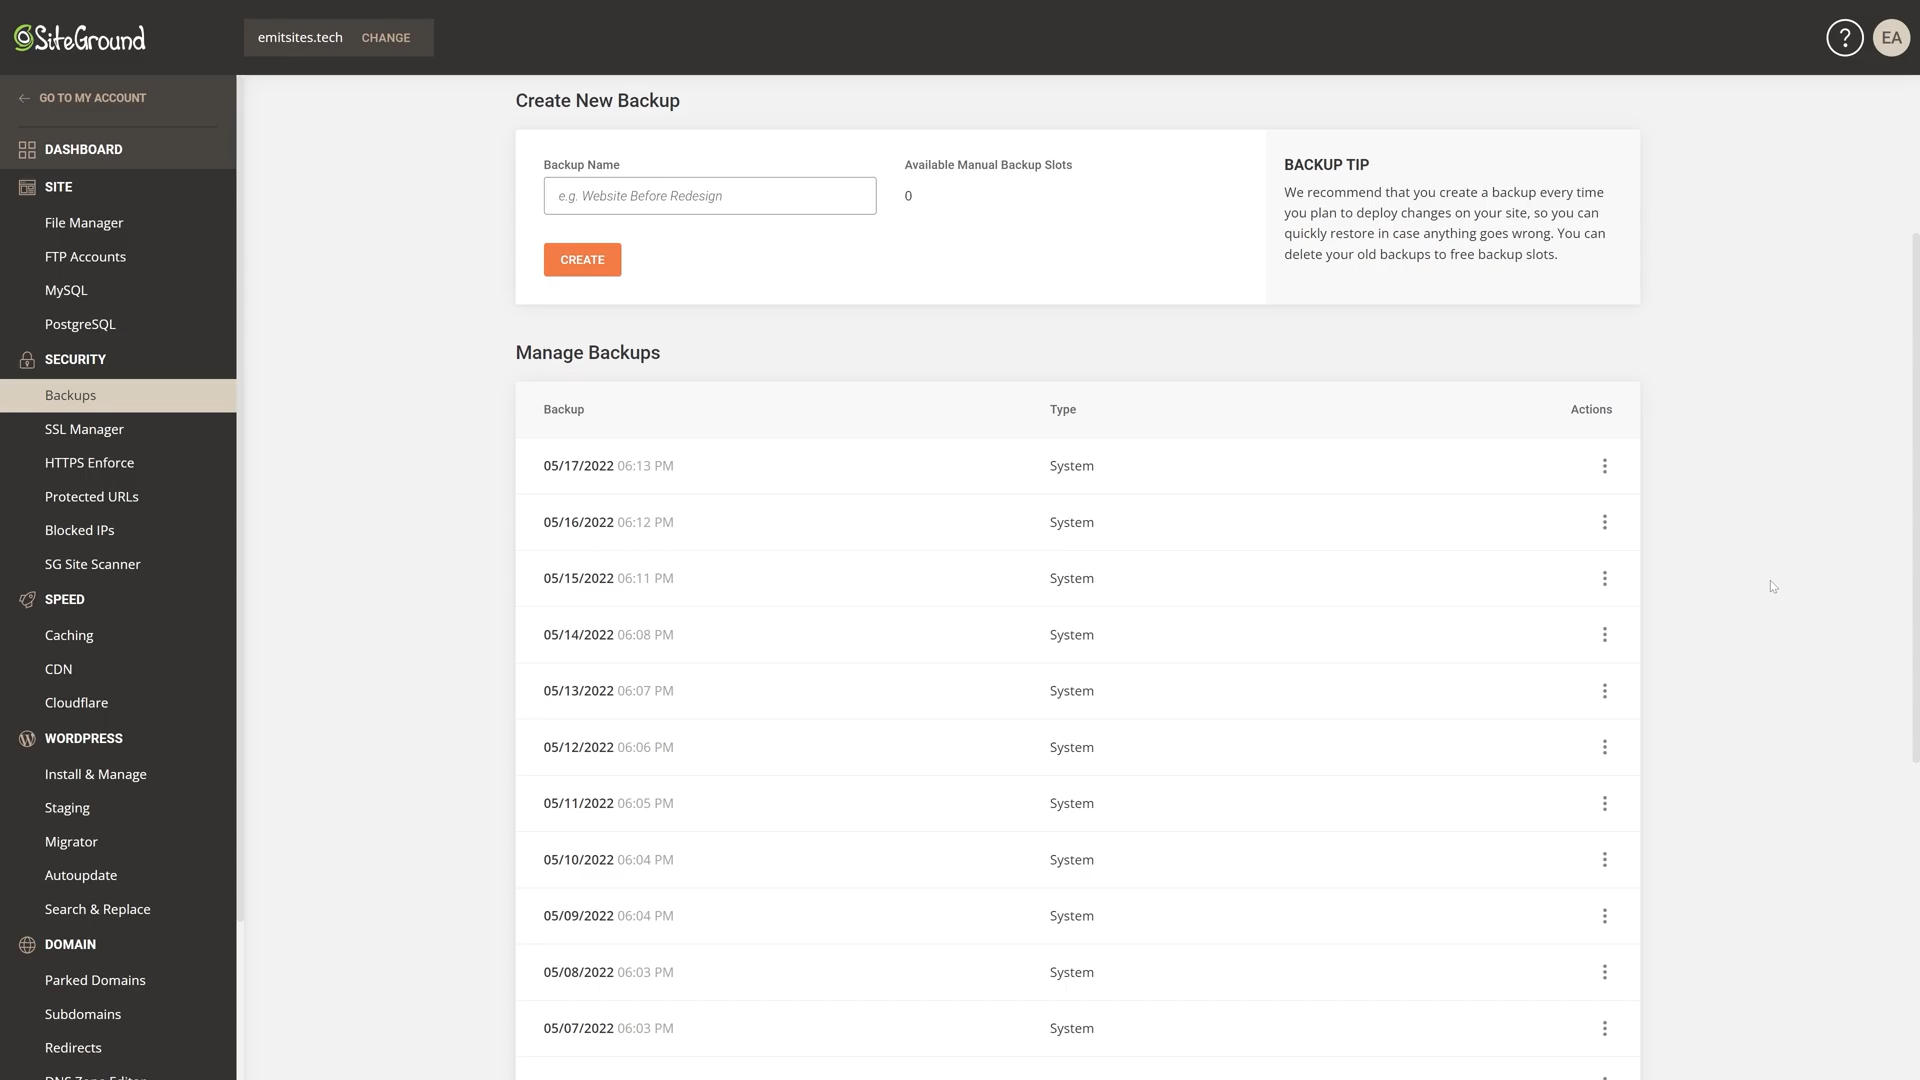 SiteGround
emitsites.tech CHANGE
? EA
GO TO MY ACCOUNT
DASHBOARD
SITE
File Manager
FTP Accounts
MySQL
PostgreSQL
SECURITY
Backups
SSL Manager
HTTPS Enforce
Protected URLs
Blocked IPs
SG Site Scanner
SPEED
Caching
CDN
Cloudflare
WORDPRESS
Install & Manage
Staging
Migrator
Autoupdate
Search & Replace
DOMAIN
Parked Domains
Subdomains
Redirects
DNS Zone Editor
Create New Backup
Backup Name
e.g. Website Before Redesign
CREATE
Available Manual Backup Slots
0
BACKUP TIP
We recommend that you create a backup every time
you plan to deploy changes on your site, so you can
quickly restore in case anything goes wrong. You can
delete your old backups to free backup slots.
Manage Backups
Backup Type Actions
05/17/2022 06:13 PM System
05/16/2022 06:12 PM System
05/15/2022 06:11 PM System
05/14/2022 06:08 PM System
05/13/2022 06:07 PM System
05/12/2022 06:06 PM System
05/11/2022 06:05 PM System
05/10/2022 06:04 PM System
05/09/2022 06:04 PM System
05/08/2022 06:03 PM System
05/07/2022 06:03 PM System